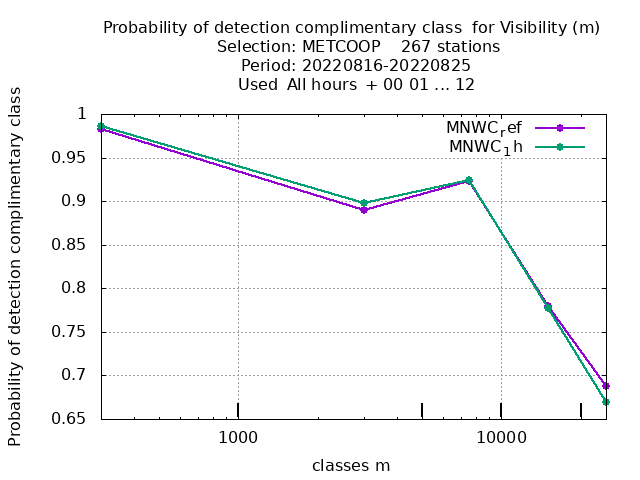 Probability of detection complimentary class  for Visibility (m)
Selection: METCOOP    267 stations
Period: 20220816-20220825
Used  All hours  + 00 01 ... 12
Probability of detection complimentary class
MNWCref
MNWC1h
1
0.95
0.9
0.85
0.8
0.75
0.7
0.65
1000
10000
classes m